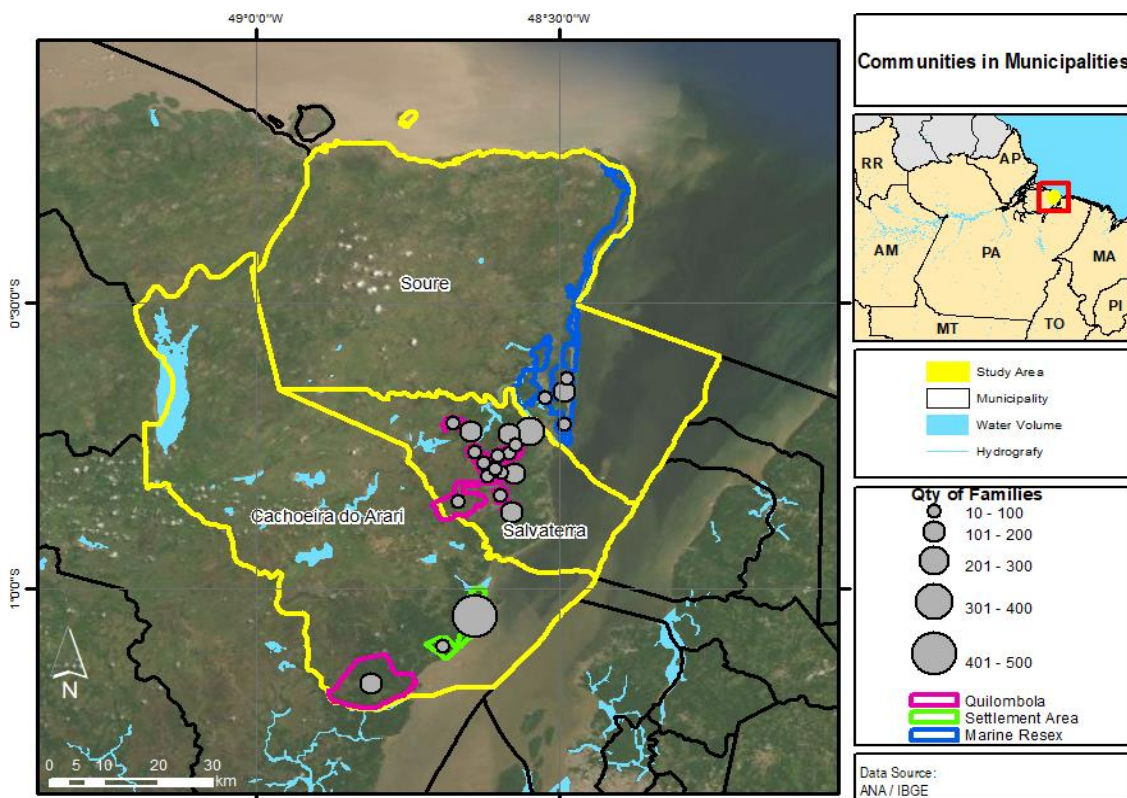 49°0'0"W
48°30'0"W
0°30'0"S
1°0'0"S
Soure
Cachoeira do Arari
Salvaterra
N
0 5 10 20 30
km
Communities in Municipalities
RR
AP
AM
PA
MA
PI
MT
TO
Study Area
Municipality
Water Volume
Hydrografy
Qty of Families
10 - 100
101 - 200
201 - 300
301 - 400
401 - 500
Quilombola
Settlement Area
Marine Resex
Data Source:
ANA / IBGE